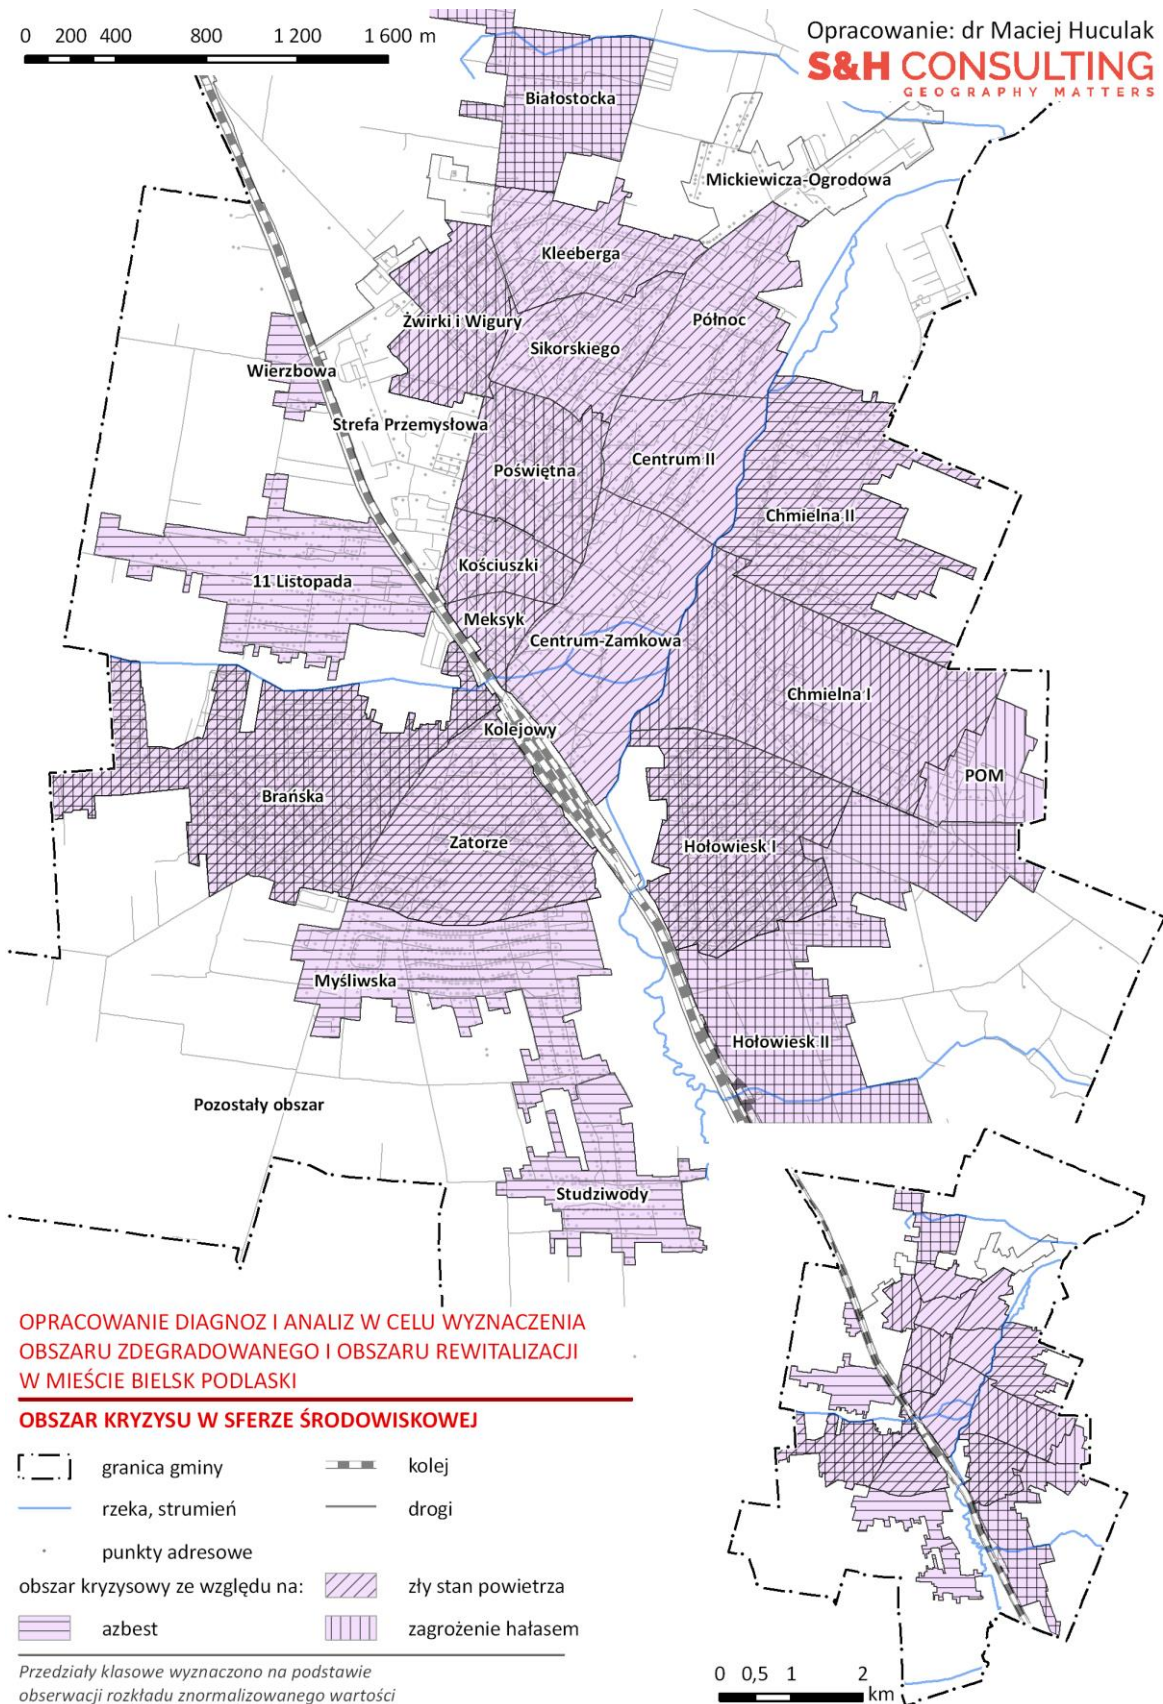 0 200 400 800 1 200 1 600 m
Opracowanie: dr Maciej Huculak
S&H CONSULTING
GEOGRAPHY MATTERS
Białostocka
Mickiewicza-Ogrodowa
Kleeberga
Żwirki i Wigury
Północ
Sikorskiego
Wierzbowa
Strefa Przemysłowa
Centrum II
Poświętna
Chmielna II
Kościuszki
11 Listopada
Meksyk
Centrum-Zamkowa
Chmielna I
Kolejowy
POM
Brańska
Zatorze
Hołowiesk I
Myśliwska
Hołowiesk II
Pozostały obszar
Studziwody
OPRACOWANIE DIAGNOZ I ANALIZ W CELU WYZNACZENIA
OBSZARU ZDEGRADOWANEGO I OBSZARU REWITALIZACJI
W MIEŚCIE BIELSK PODLASKI
OBSZAR KRYZYSU W SFERZE ŚRODOWISKOWEJ
granica gminy
kolej
rzeka, strumień
drogi
punkty adresowe
obszar kryzysowy ze względu na:
zły stan powietrza
azbest
zagrożenie hałasem
Przedziały klasowe wyznaczono na podstawie
obserwacji rozkładu znormalizowanego wartości
0 0,5 1 2
km